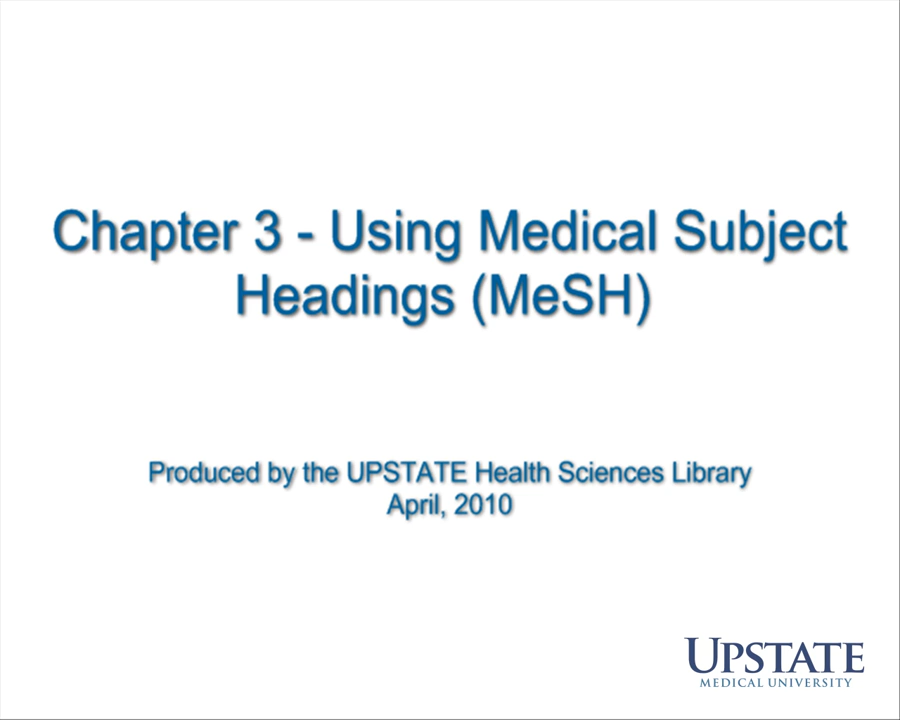 Chapter 3 - Using Medical Subject
Headings (MeSH)
Produced by the UPSTATE Health Sciences Library
April, 2010
UPSTATE
MEDICAL UNIVERSITY